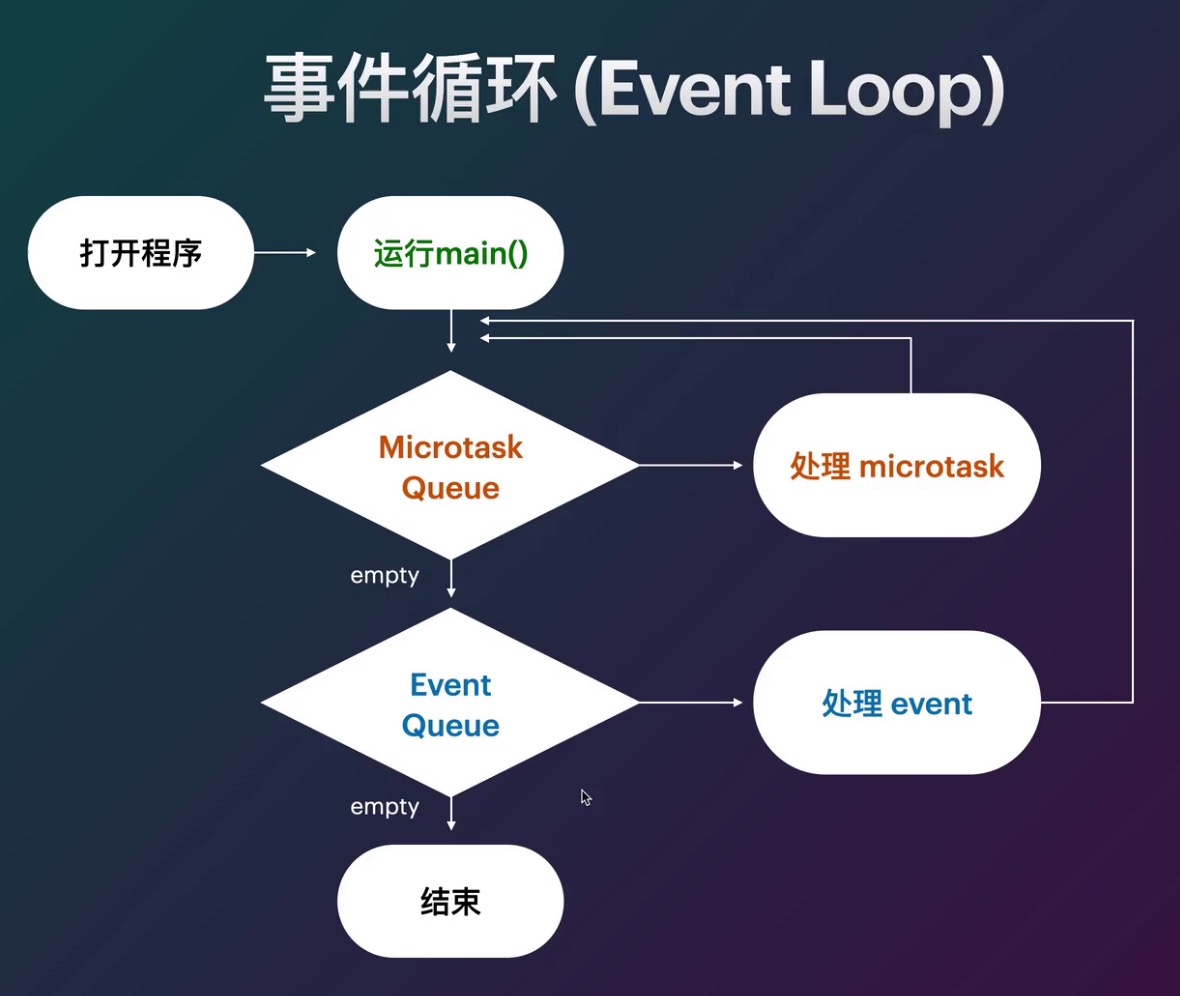 事件循环 (Event Loop)
打开程序
运行main()
Microtask
Queue
处理 microtask
empty
Event
Queue
处理 event
empty
结束